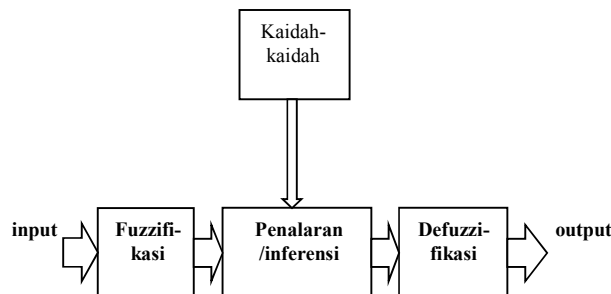 Kaidah-
kaidah
input
Fuzzifi-
kasi
Penalaran
/inferensi
Defuzzi-
fikasi
output